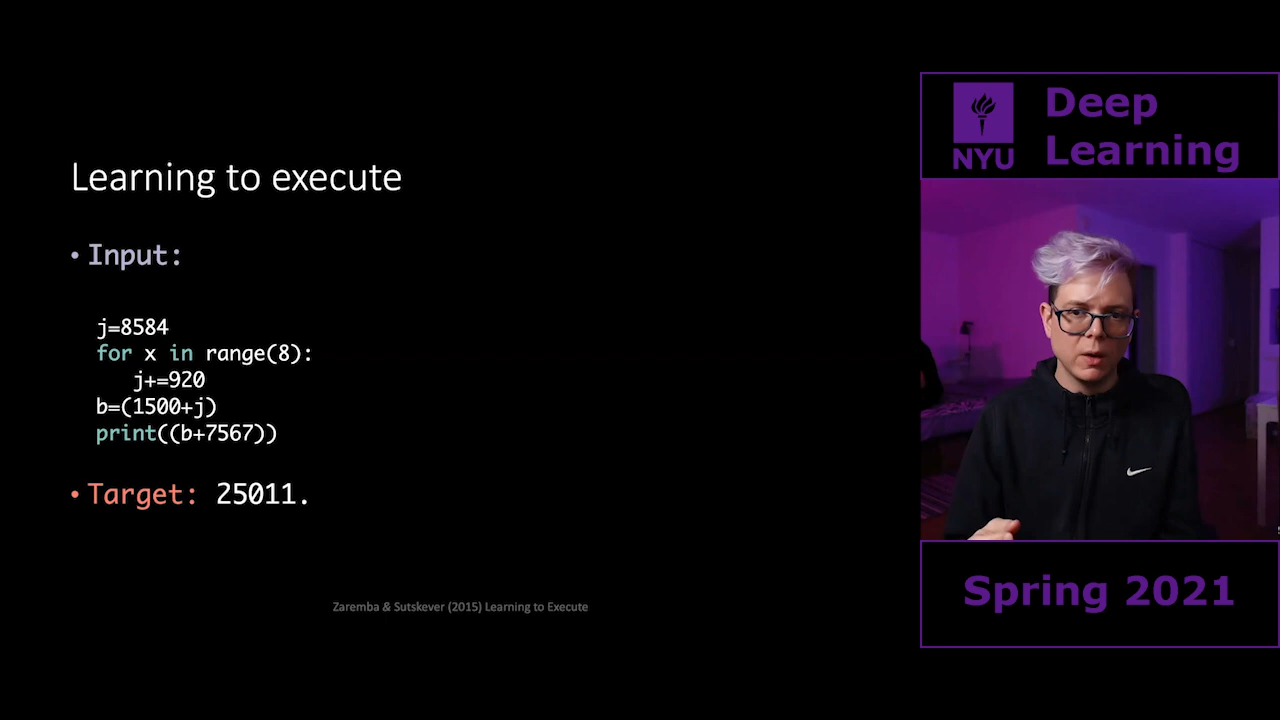 Learning to execute
• Input:
j=8584
for x in range(8):
j+=920
b=(1500+j)
print((b+7567))
• Target: 25011.
Zaremba & Sutskever (2015) Learning to Execute
NYU
Deep
Learning
Spring 2021